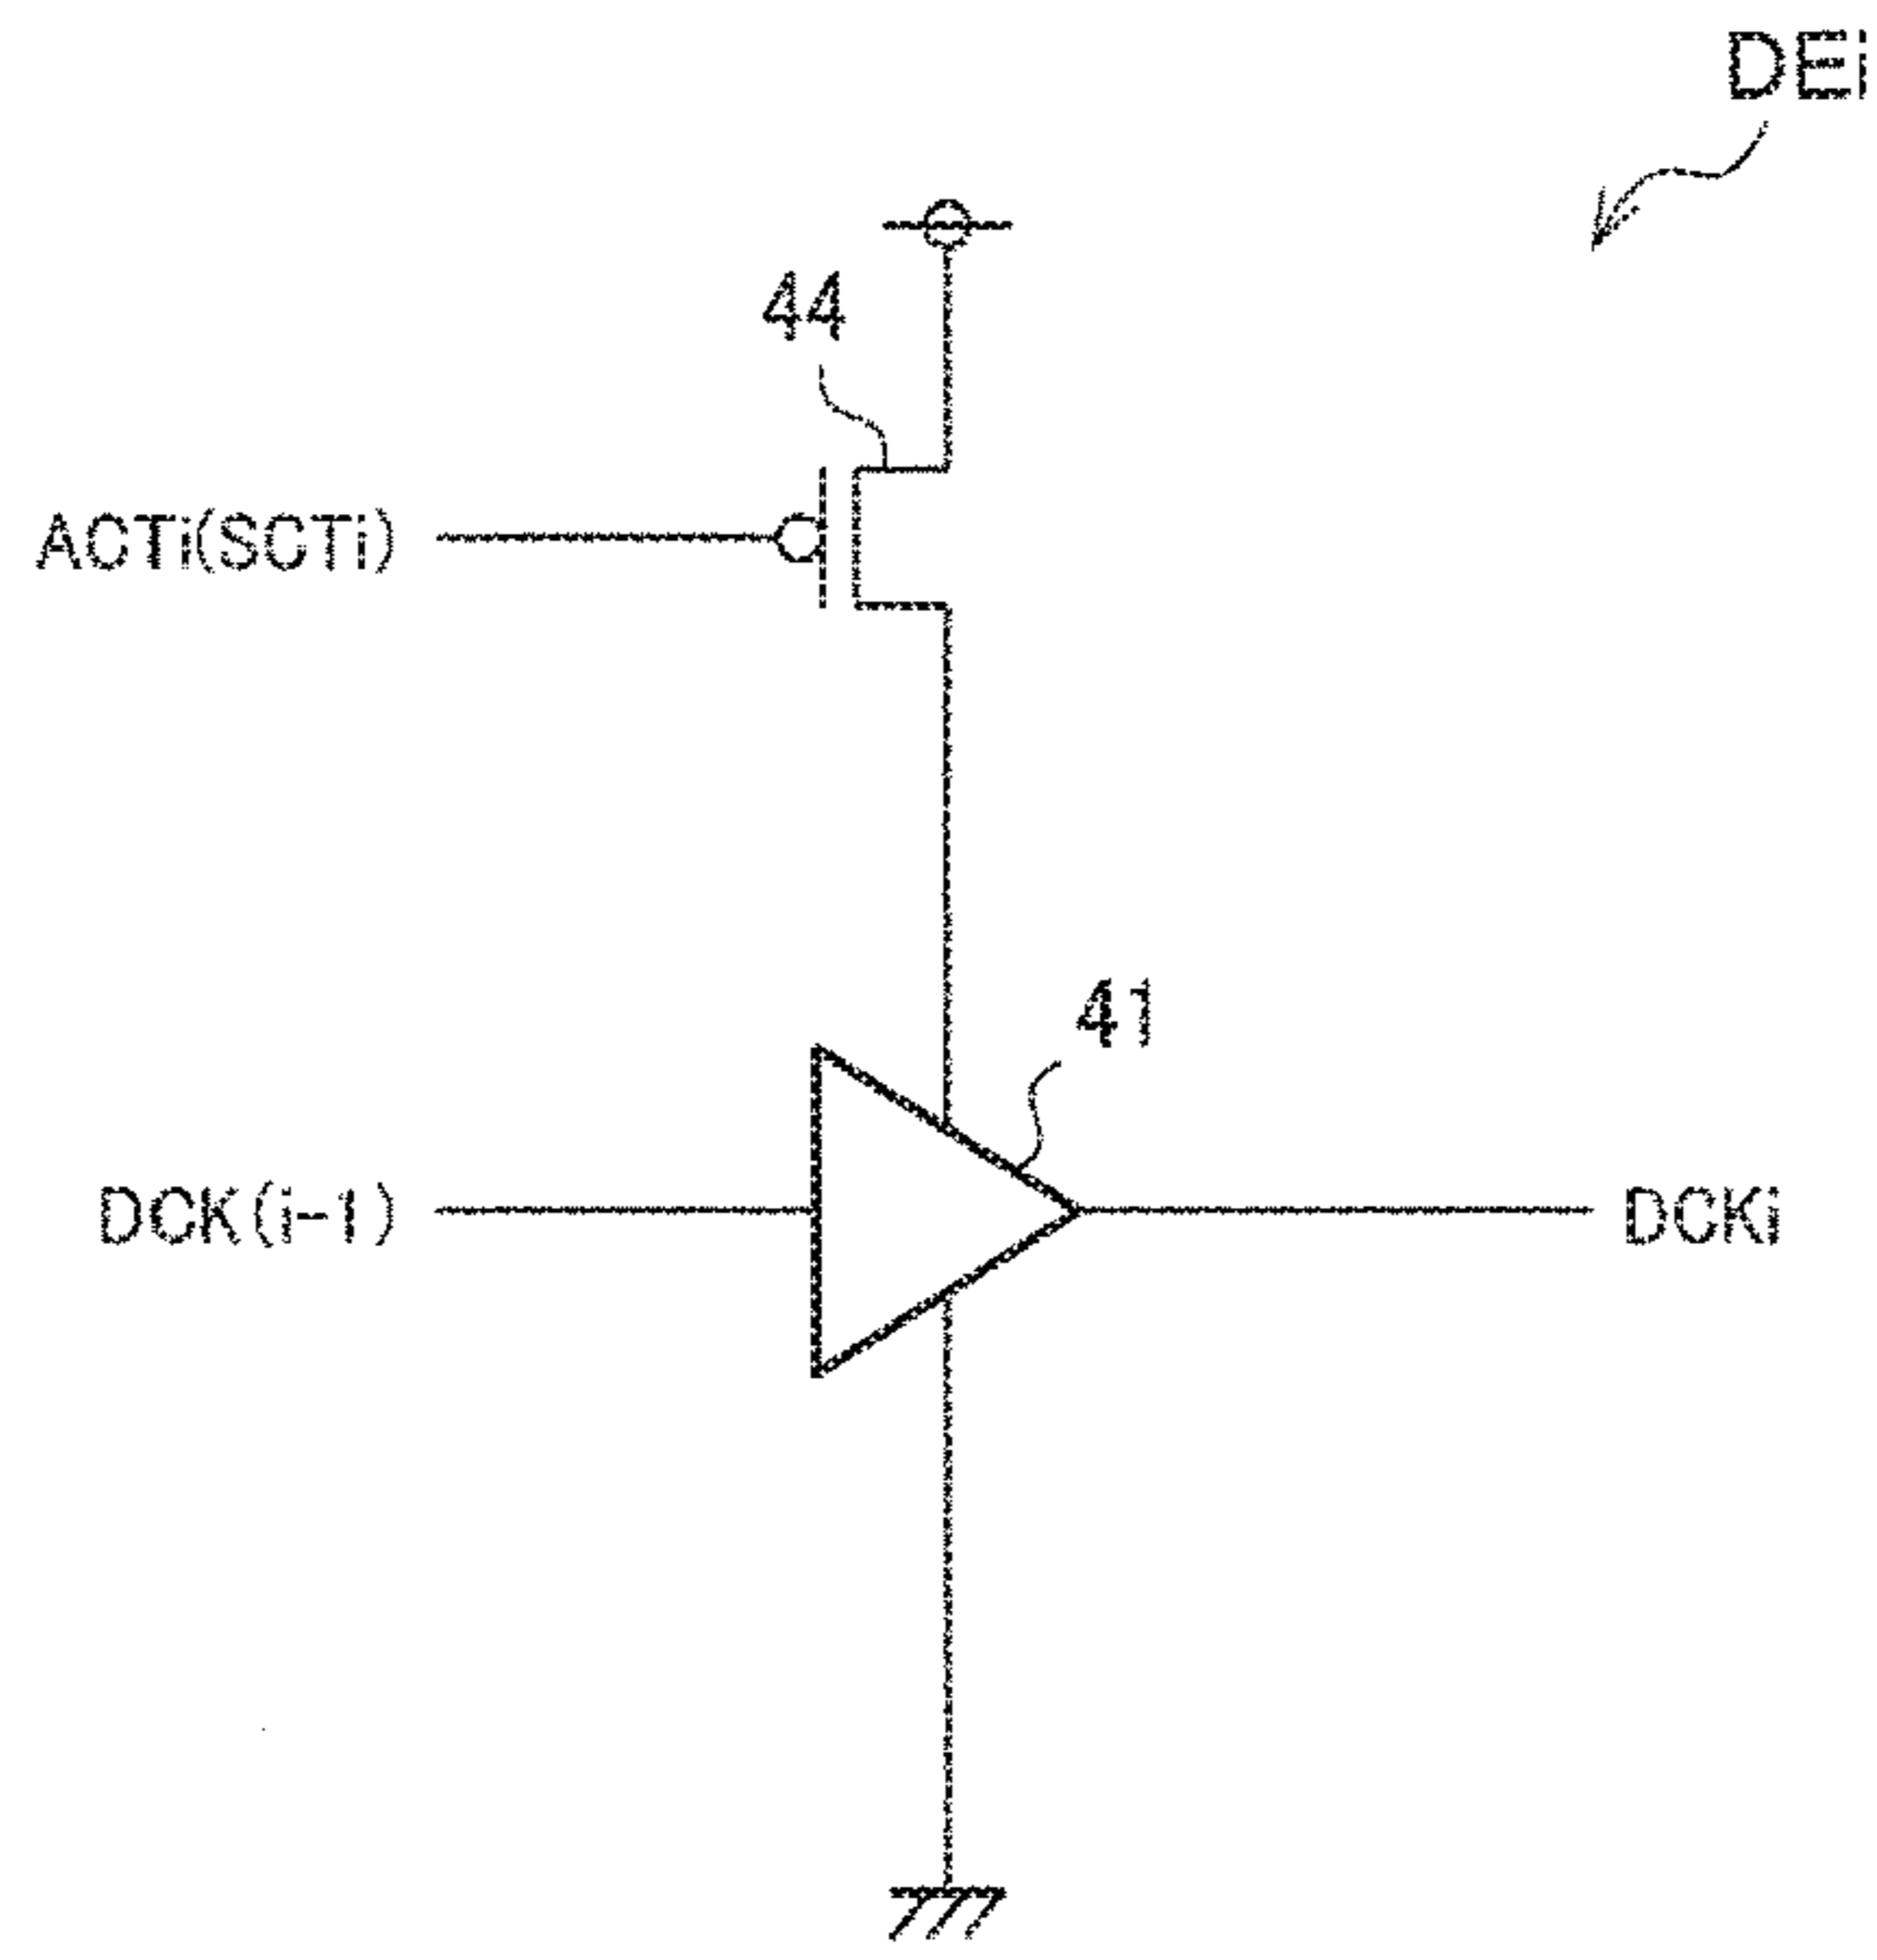 DEi
44
ACTi(SCTi)
41
DCK(i-1)
DCKi